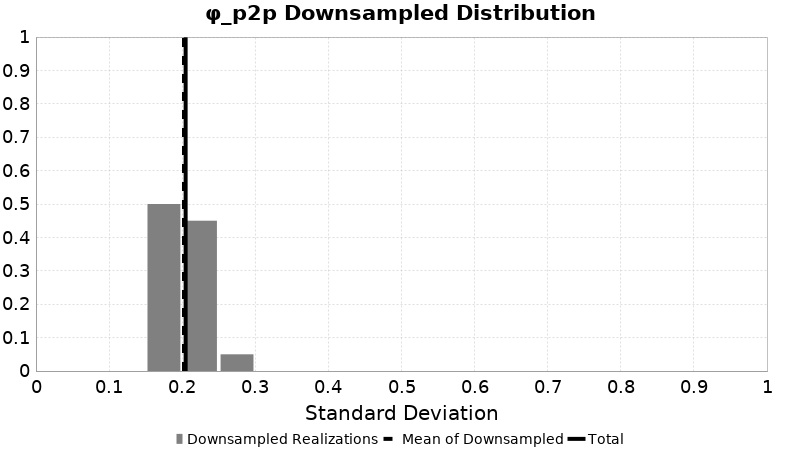 φ_p2p Downsampled Distribution
1
0.9
0.8
0.7
0.6
0.5
0.4
0.3
0.2
0.1
0
0 0.1 0.2 0.3 0.4 0.5 0.6 0.7 0.8 0.9 1
Standard Deviation
Downsampled Realizations Mean of Downsampled Total